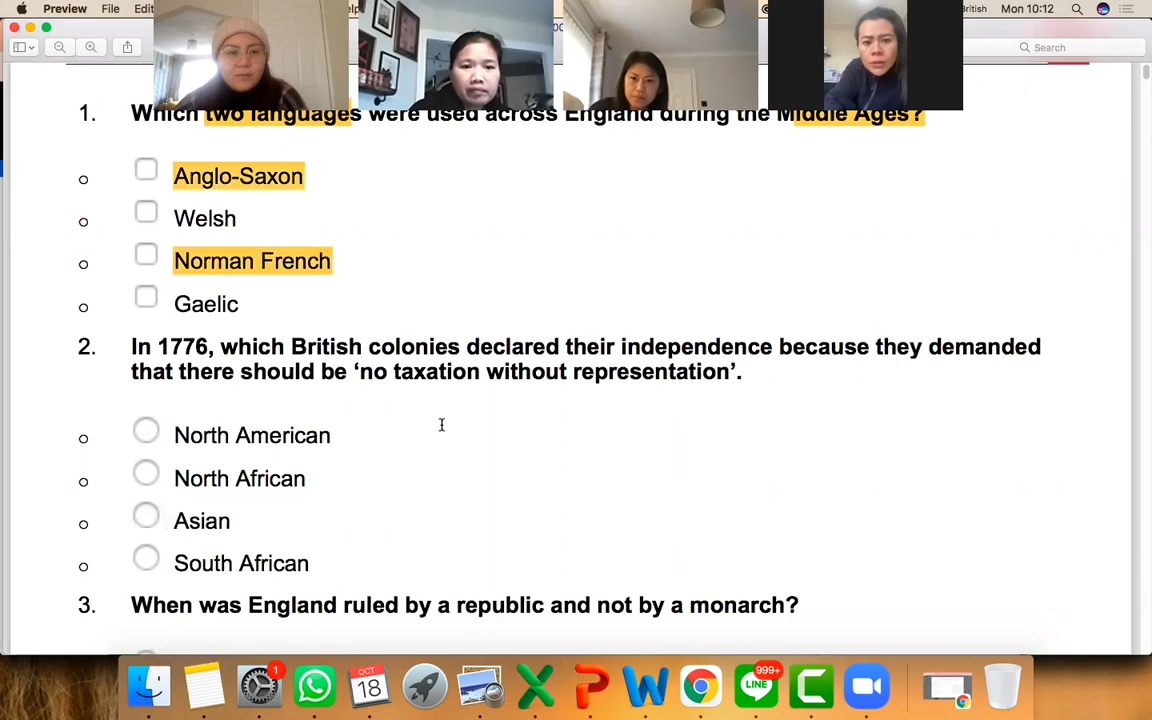 Preview File Edi
ritish Mon 10:12
Search
1. Which two languages were used across England during the Middle Ages?
Anglo-Saxon
Welsh
Norman French
Gaelic
2. In 1776, which British colonies declared their independence because they demanded
that there should be ‘no taxation without representation’.
North American
North African
Asian
South African
3. When was England ruled by a republic and not by a monarch?
1
OCT
18
X
P
W
999+
LINE
C